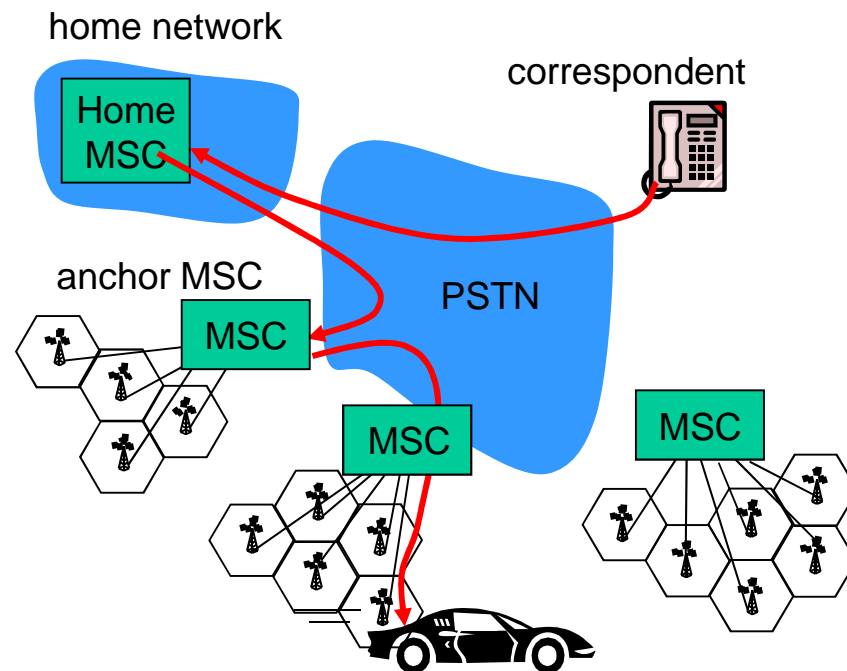 home network
correspondent
Home
MSC
anchor MSC
PSTN
MSC
MSC
MSC